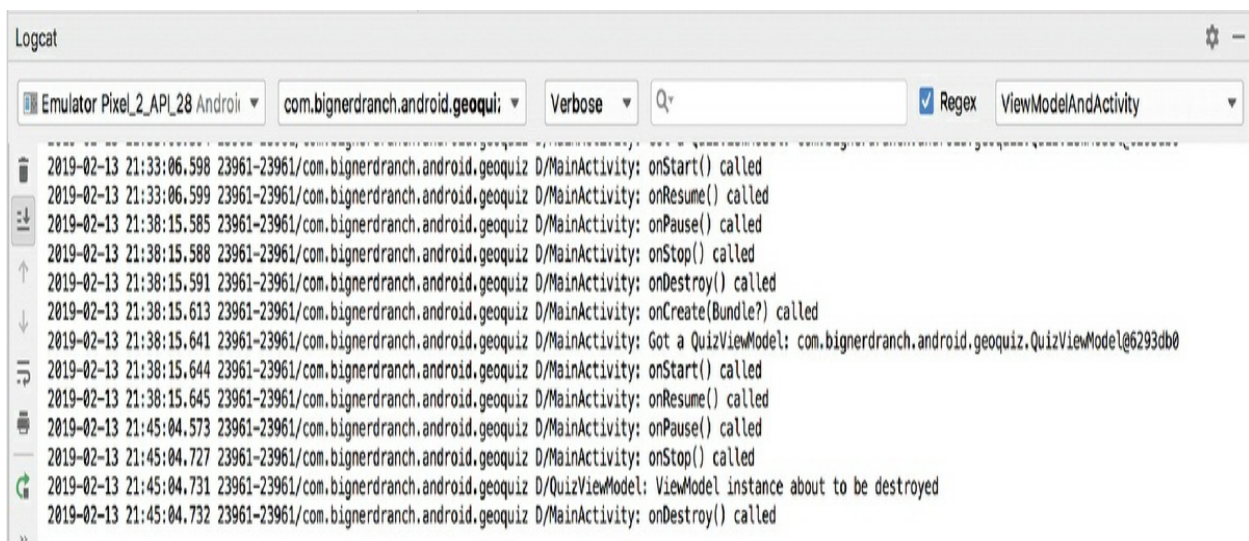 Logcat
Emulator Pixel_2_API_28 Androi com.bignerdranch.android.geoqui Verbose Regex ViewModelAndActivity
2019-02-13 21:33:06.598 23961-23961/com.bignerdranch.android.geoquiz D/MainActivity: onStart() called
2019-02-13 21:33:06.599 23961-23961/com.bignerdranch.android.geoquiz D/MainActivity: onResume() called
2019-02-13 21:38:15.585 23961-23961/com.bignerdranch.android.geoquiz D/MainActivity: onPause() called
2019-02-13 21:38:15.588 23961-23961/com.bignerdranch.android.geoquiz D/MainActivity: onStop() called
2019-02-13 21:38:15.591 23961-23961/com.bignerdranch.android.geoquiz D/MainActivity: onDestroy() called
2019-02-13 21:38:15.613 23961-23961/com.bignerdranch.android.geoquiz D/MainActivity: onCreate(Bundle?) called
2019-02-13 21:38:15.641 23961-23961/com.bignerdranch.android.geoquiz D/MainActivity: Got a QuizViewModel: com.bignerdranch.android.geoquiz.QuizViewModel@6293db0
2019-02-13 21:38:15.644 23961-23961/com.bignerdranch.android.geoquiz D/MainActivity: onStart() called
2019-02-13 21:38:15.645 23961-23961/com.bignerdranch.android.geoquiz D/MainActivity: onResume() called
2019-02-13 21:45:04.573 23961-23961/com.bignerdranch.android.geoquiz D/MainActivity: onPause() called
2019-02-13 21:45:04.727 23961-23961/com.bignerdranch.android.geoquiz D/MainActivity: onStop() called
2019-02-13 21:45:04.731 23961-23961/com.bignerdranch.android.geoquiz D/QuizViewModel: ViewModel instance about to be destroyed
2019-02-13 21:45:04.732 23961-23961/com.bignerdranch.android.geoquiz D/MainActivity: onDestroy() called